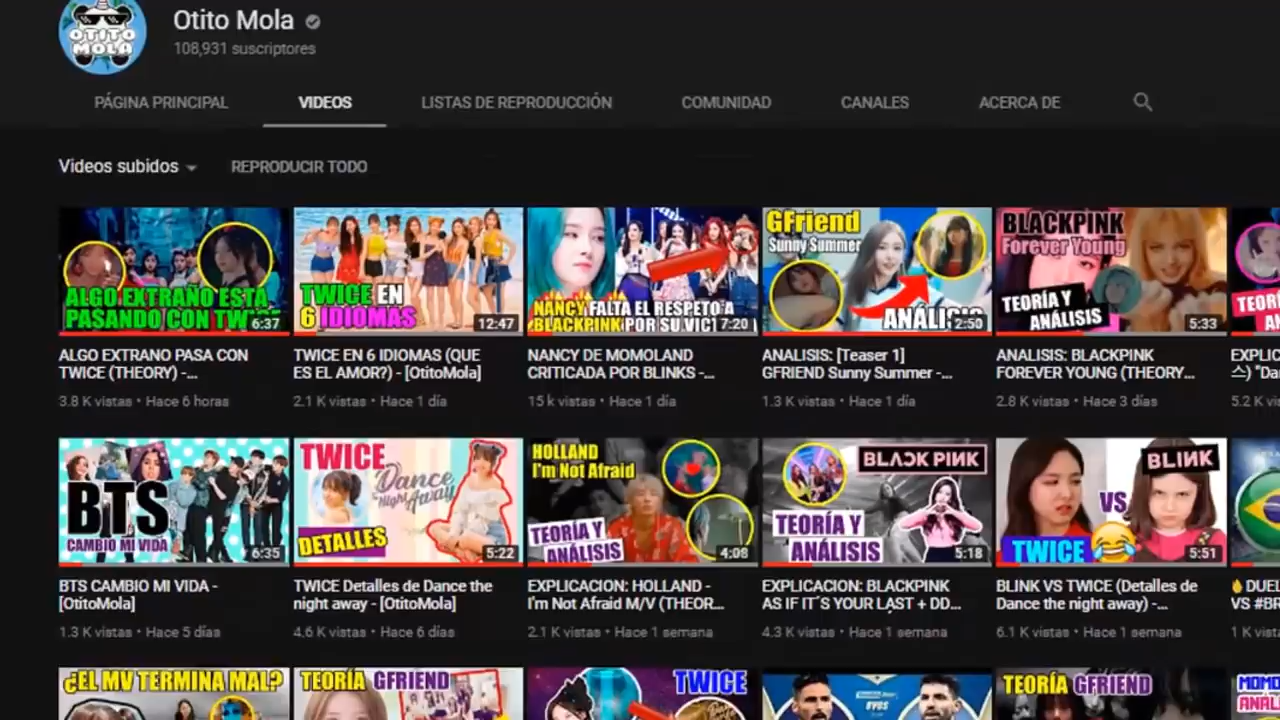 Otito Mola
OTITO
MOLA
108,931 suscriptores
PÁGINA PRINCIPAL
VIDEOS
LISTAS DE REPRODUCCIÓN
COMUNIDAD
CANALES
ACERCA DE
Videos subidos
REPRODUCIR TODO
ALGO EXTRAÑO ESTA
PASANDO CON TW
6:37
TWICE EN
6 IDIOMAS
12:47
NANCY FALTA EL RESPETO A
BLACKPINK POR SU VIC
7:20
GFriend
Sunny Summer
ANÁLISIS
2:50
BLACKPINK
Forever Young
TEORÍA Y
ANÁLISIS
5:33
ALGO EXTRANO PASA CON
TWICE (THEORY) -...
TWICE EN 6 IDIOMAS (QUE
ES EL AMOR?) - [OtitoMola]
NANCY DE MOMOLAND
CRITICADA POR BLINKS -...
ANALISIS: [Teaser 1]
GFRIEND Sunny Summer -...
ANALISIS: BLACKPINK
FOREVER YOUNG (THEORY...
EXPLIC
스) "Da
3.8 K vistas • Hace 6 horas
2.1 K vistas • Hace 1 día
15 k vistas • Hace 1 día
1.3 K vistas • Hace 1 día
2.8 K vistas • Hace 3 días
5.2 K vis
BTS
CAMBIO MI VIDA
6:35
TWICE
Dance
the Night Away
DETALLES
5:22
HOLLAND
I'm Not Afraid
TEORÍA Y
ANÁLISIS
4:08
BLACKPINK
TEORÍA Y
ANÁLISIS
5:18
BLINK
VS
TWICE
5:51
BTS CAMBIO MI VIDA -
[OtitoMola]
TWICE Detalles de Dance the
night away - [OtitoMola]
EXPLICACION: HOLLAND -
I'm Not Afraid M/V (THEOR...
EXPLICACION: BLACKPINK
AS IF IT´S YOUR LAST + DD...
BLINK VS TWICE (Detalles de
Dance the night away) -...
DUEL
VS #BR
1.3 K vistas • Hace 5 días
4.6 K vistas • Hace 6 días
2.1 K vistas • Hace 1 semana
4.3 K vistas • Hace 1 semana
6.1 K vistas • Hace 1 semana
1 K vist
¿EL MV TERMINA MAL?
TEORÍA GFRIEND
TWICE
TEORÍA GFRIEND
MOMO